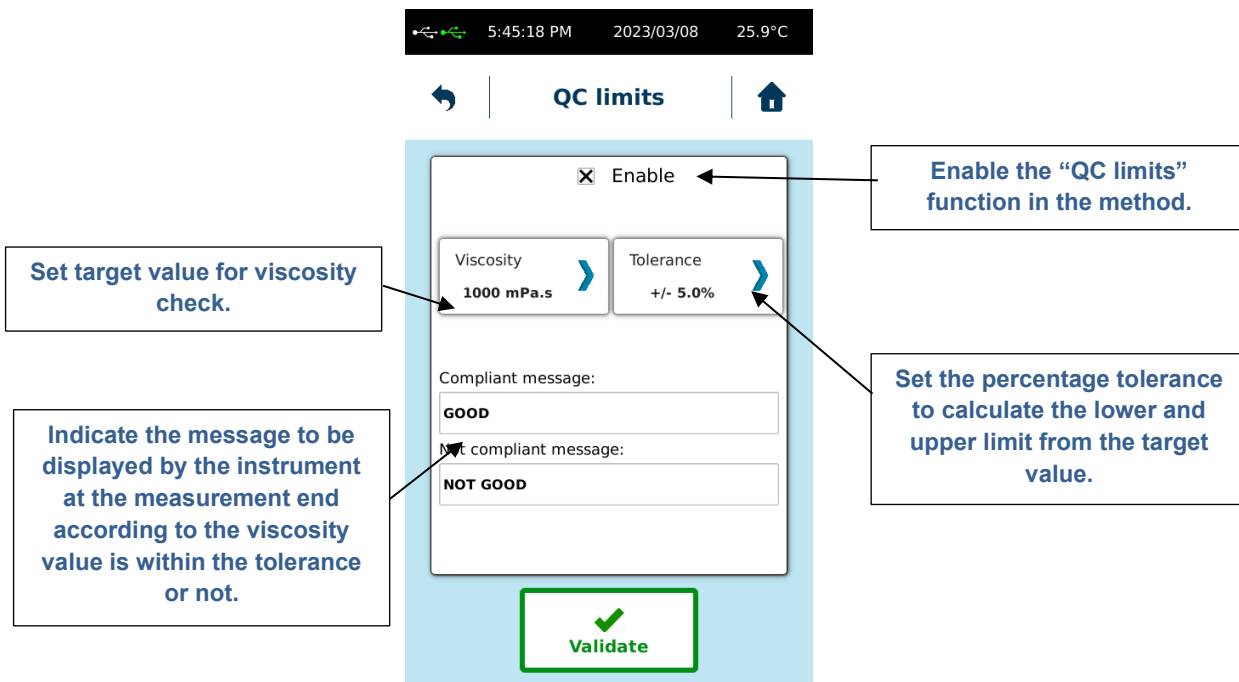 5:45:18 PM 2023/03/08 25.9°C
QC limits
Enable
Enable the “QC limits”
function in the method.
Set target value for viscosity
check.
Viscosity
1000 mPa.s
Tolerance
+/- 5.0%
Set the percentage tolerance
to calculate the lower and
upper limit from the target
value.
Compliant message:
GOOD
Indicate the message to be
displayed by the instrument
at the measurement end
according to the viscosity
value is within the tolerance
or not.
Not compliant message:
NOT GOOD
Validate